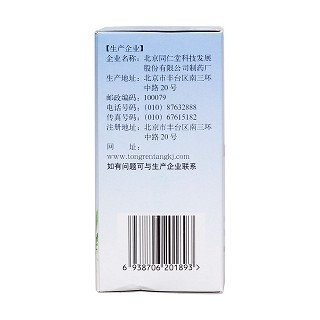 【生产企业】
企业名称：北京同仁堂科技发展
股份有限公司制药厂
生产地址：北京市丰台区南三环
中路20号
邮政编码：100079
电话号码：(010) 87632888
传真号码：(010) 67615182
注册地址：北京市丰台区南三环
中路20号
网 址：
www.tongrentangkj.com
如有问题可与生产企业联系
6 938706 201893>